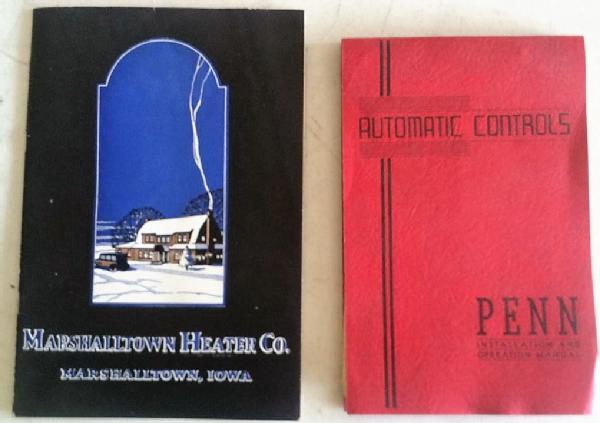 MARSHALLTOWN HEATER CO.
MARSHALLTOWN, IOWA
AUTOMATIC CONTROLS
PENN
INSTALLATION AND
OPERATION MANUAL